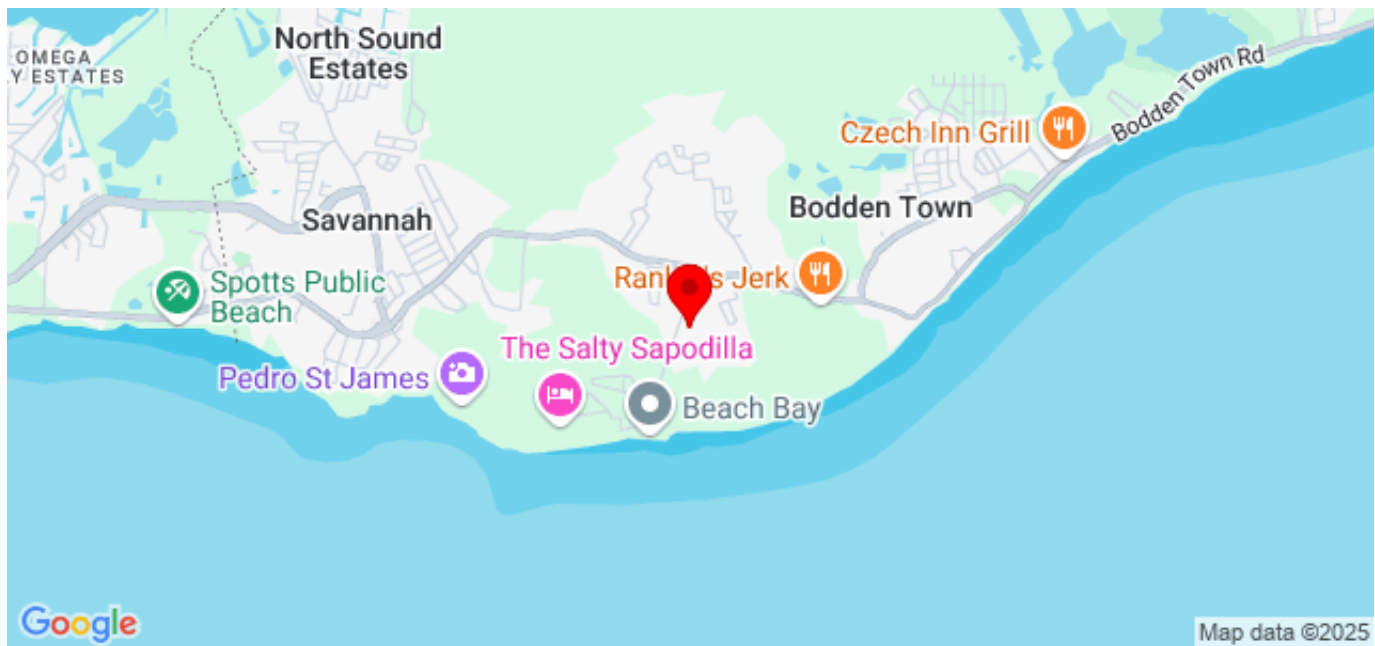 North Sound
Estates
OMEGA
Y ESTATES
Bodden Town Rd
Czech Inn Grill
Bodden Town
Savannah
Spotts Public
Beach
Jerk
The Salty Sapodilla
Pedro St James
Beach Bay
Google
Map data ©2025